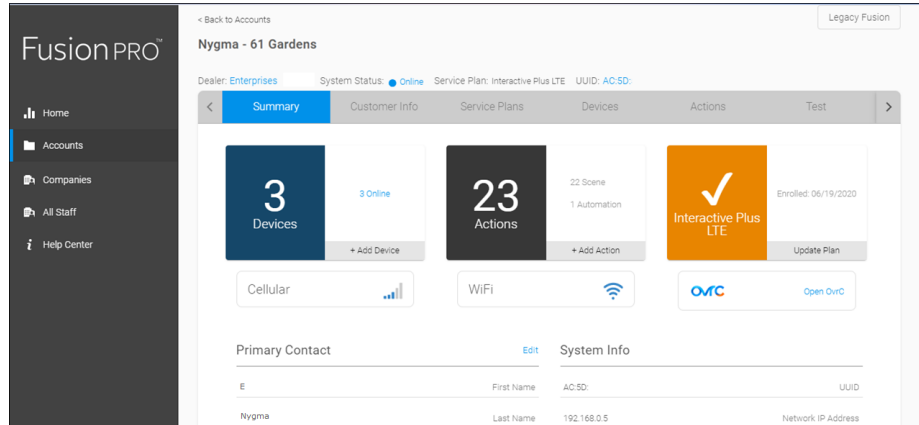 < Back to Accounts
Legacy Fusion
FusionPRO™
Nygma - 61 Gardens
Dealer: Enterprises System Status: Online Service Plan: Interactive Plus LTE UUID: AC:5D:
< Summary Customer Info Service Plans Devices Actions Test >
Home
Accounts
Companies
All Staff
Help Center
3
Devices
3 Online
+ Add Device
23
Actions
22 Scene
1 Automation
+ Add Action
Interactive Plus
LTE
Enrolled: 06/19/2020
Update Plan
Cellular
WiFi
OvrC Open OvrC
Primary Contact Edit
E First Name
Nygma Last Name
System Info
AC:5D: UUID
192.168.0.5 Network IP Address